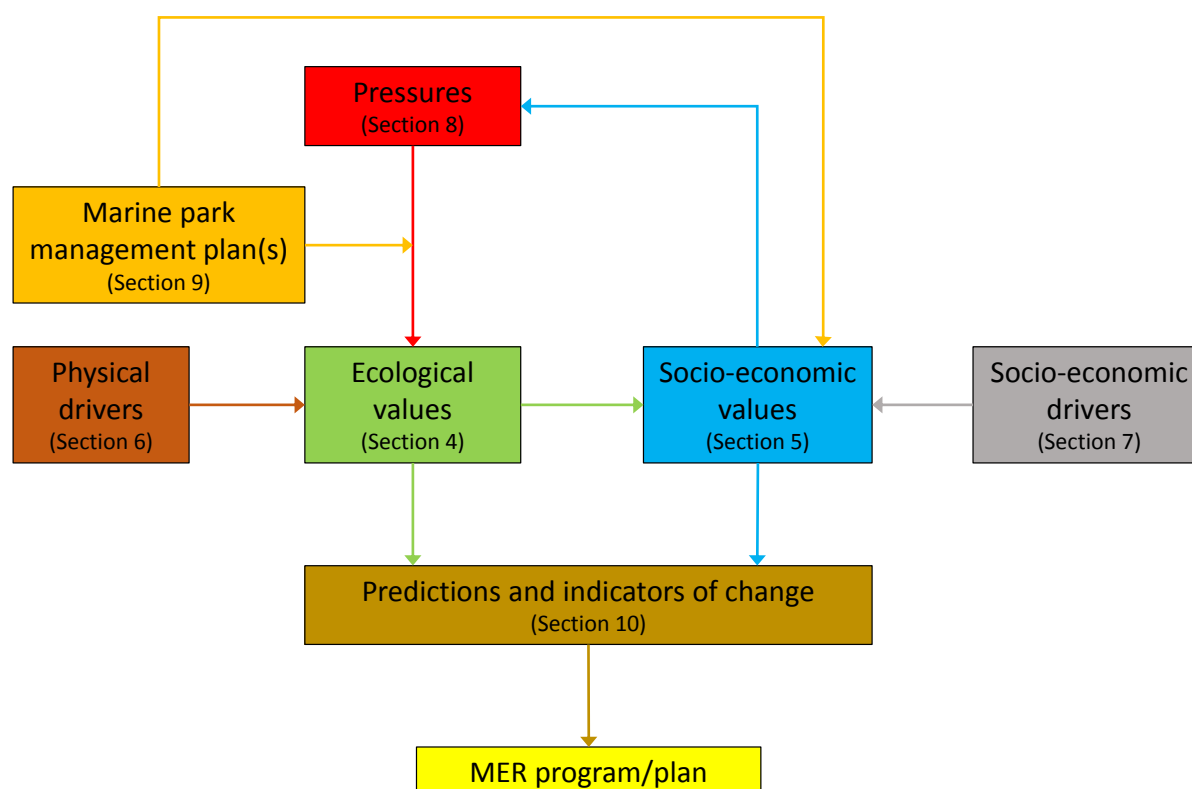 Pressures
(Section 8)
Marine park
management plan(s)
(Section 9)
Physical
drivers
(Section 6)
Ecological
values
(Section 4)
Socio-economic
values
(Section 5)
Socio-economic
drivers
(Section 7)
Predictions and indicators of change
(Section 10)
MER program/plan